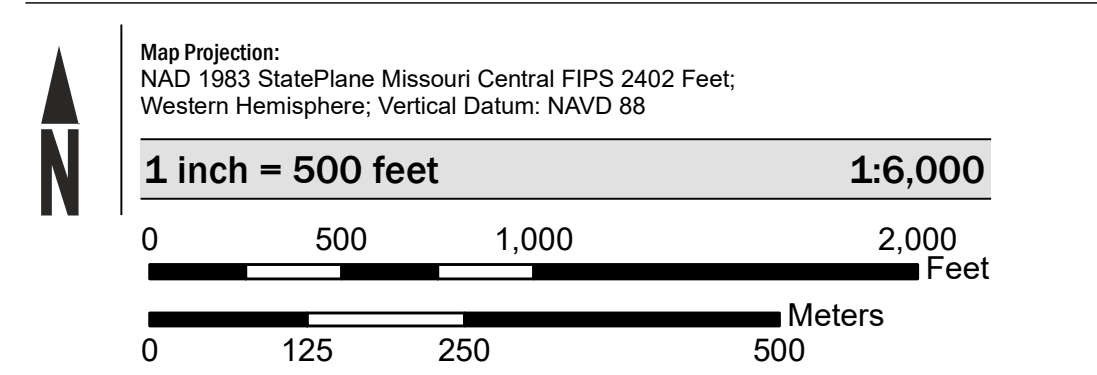 Map Projection:
NAD 1983 StatePlane Missouri Central FIPS 2402 Feet;
Western Hemisphere; Vertical Datum: NAVD 88
N
1 inch = 500 feet 1:6,000
0 500 1,000 2,000
Feet
Meters
0 125 250 500